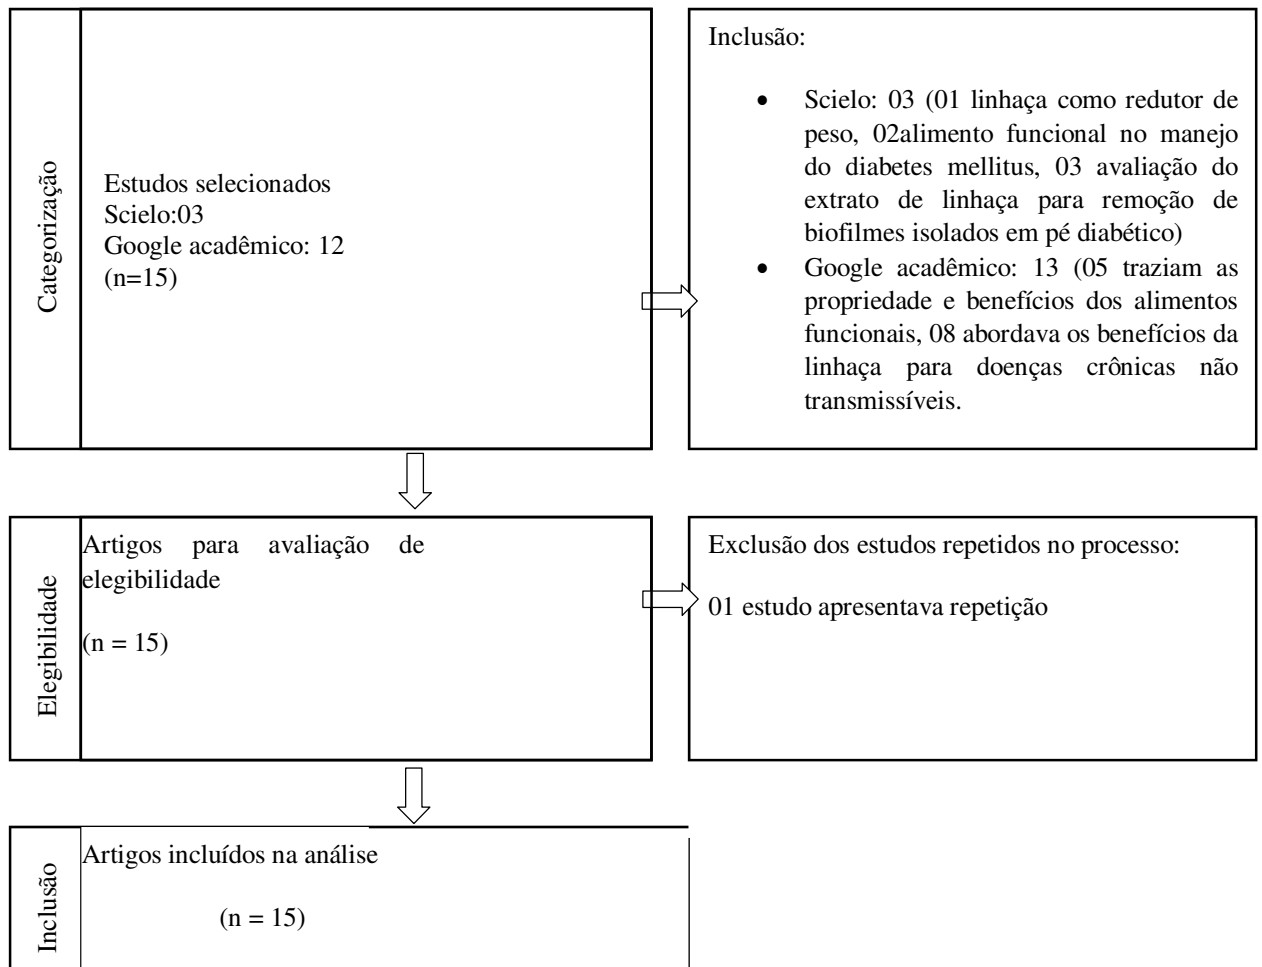 Categorização
Estudos selecionados
Scielo:03
Google acadêmico: 12
(n=15)
Inclusão:
• Scielo: 03 (01 linhaça como redutor de
peso, 02alimento funcional no manejo
do diabetes mellitus, 03 avaliação do
extrato de linhaça para remoção de
biofilmes isolados em pé diabético)
• Google acadêmico: 13 (05 traziam as
propriedade e benefícios dos alimentos
funcionais, 08 abordava os benefícios da
linhaça para doenças crônicas não
transmissíveis.
Elegibilidade
Artigos para avaliação de
elegibilidade
(n = 15)
Exclusão dos estudos repetidos no processo:
01 estudo apresentava repetição
Inclusão
Artigos incluídos na análise
(n = 15)